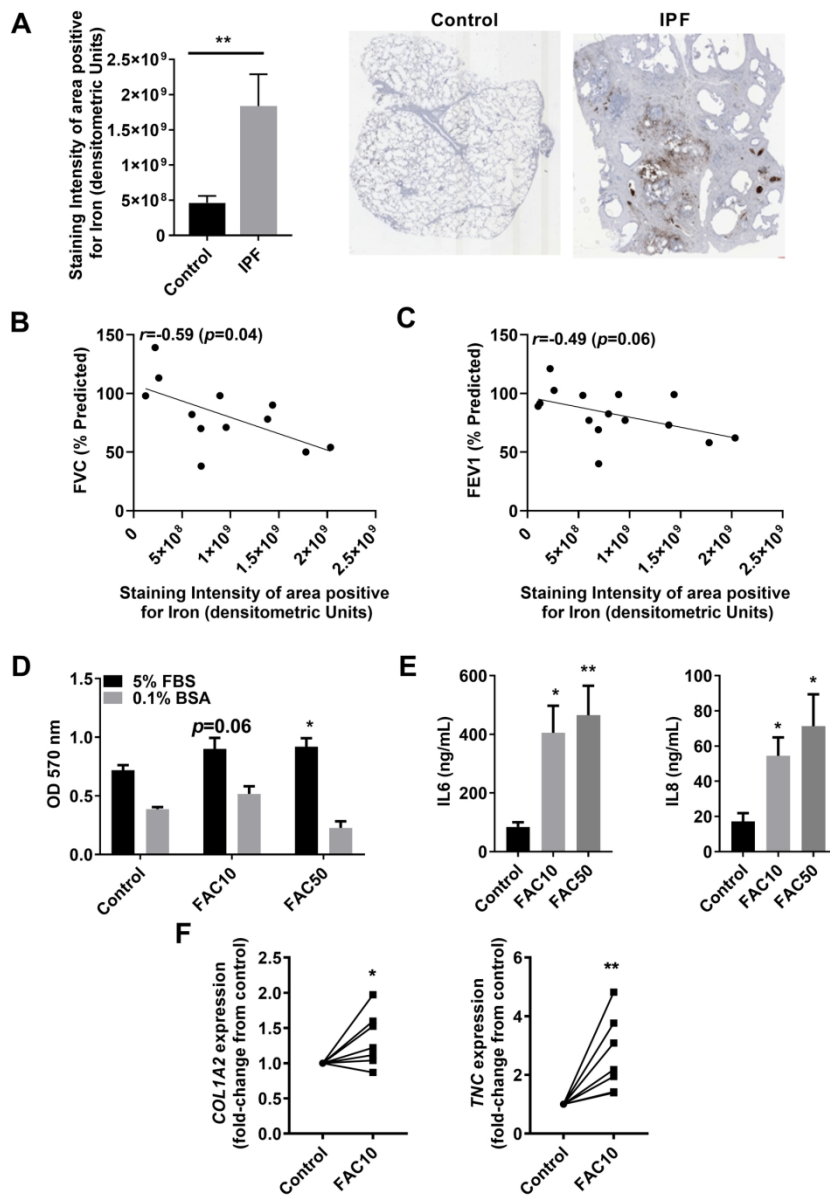 A
Control
IPF
**
Staining Intensity of area positive
for Iron (densitometric Units)
2.5×10⁹
2×10⁹
1.5×10⁹
1×10⁹
5×10⁸
0
Control
IPF
B
r=-0.59 (p=0.04)
FVC (% Predicted)
150
100
50
0
0
5×10⁸
1×10⁹
1.5×10⁹
2×10⁹
2.5×10⁹
Staining Intensity of area positive
for Iron (densitometric Units)
C
r=-0.49 (p=0.06)
FEV1 (% Predicted)
150
100
50
0
0
5×10⁸
1×10⁹
1.5×10⁹
2×10⁹
2.5×10⁹
Staining Intensity of area positive
for Iron (densitometric Units)
D
5% FBS
0.1% BSA
p=0.06
*
OD 570 nm
1.5
1.0
0.5
0.0
Control
FAC10
FAC50
E
IL6 (ng/mL)
600
400
200
0
*
**
Control
FAC10
FAC50
IL8 (ng/mL)
100
80
60
40
20
0
*
*
Control
FAC10
FAC50
F
COL1A2 expression
(fold-change from control)
2.5
2.0
1.5
1.0
0.5
0.0
*
Control
FAC10
TNC expression
(fold-change from control)
6
4
2
0
**
Control
FAC10